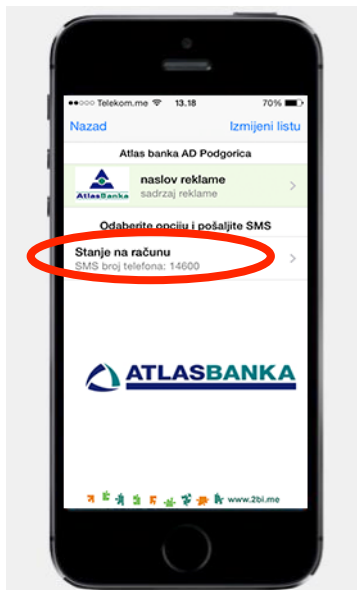 Telekom.me 13.18 70%
Nazad Izmijeni listu
Atlas banka AD Podgorica
AtlasBanka
naslov reklame
sadrzaj reklame
Odaberite opciju i pošaljite SMS
Stanje na računu
SMS broj telefona: 14600
ATLASBANKA
www.2bi.me